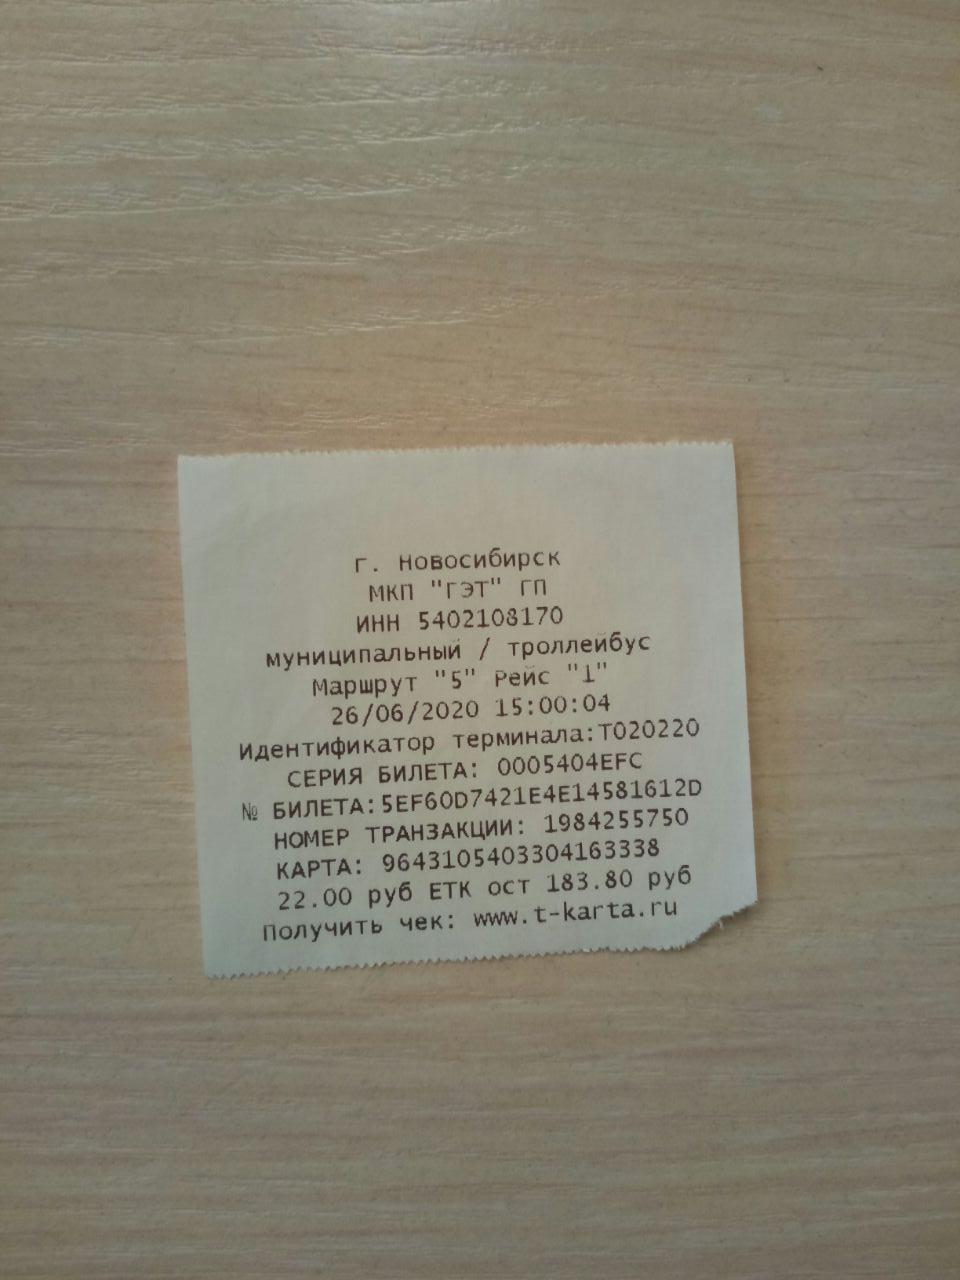 г. Новосибирск
МКП "ГЭТ" ГП
ИНН 5402108170
муниципальный / троллейбус
Маршрут "5" Рейс "1"
26/06/2020 15:00:04
Идентификатор терминала:T020220
СЕРИЯ БИЛЕТА: 0005404EFC
№ БИЛЕТА:5EF60D7421E4E14581612D
НОМЕР ТРАНЗАКЦИИ: 1984255750
КАРТА: 9643105403304163338
22.00 руб ЕТК ост 183.80 руб
Получить чек: www.t-karta.ru